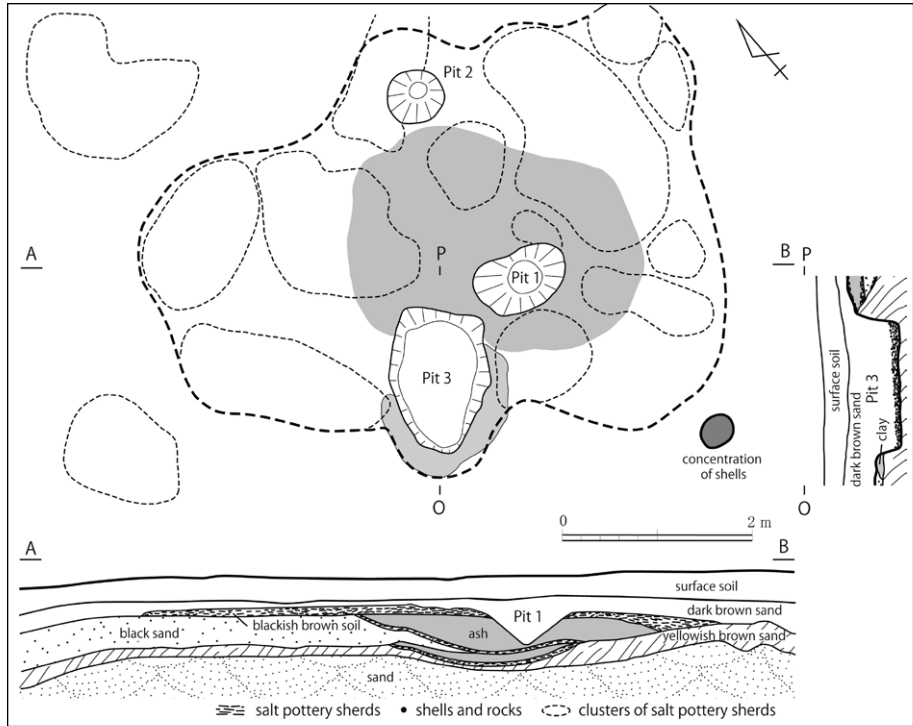 Pit 2
A
P
B
P
Pit 1
Pit 3
surface soil
dark brown sand
Pit 3
clay
concentration
of shells
O
O
0
2 m
A
B
surface soil
Pit 1
dark brown sand
blackish brown soil
black sand
ash
yellowish brown sand
sand
salt pottery sherds
shells and rocks
clusters of salt pottery sherds